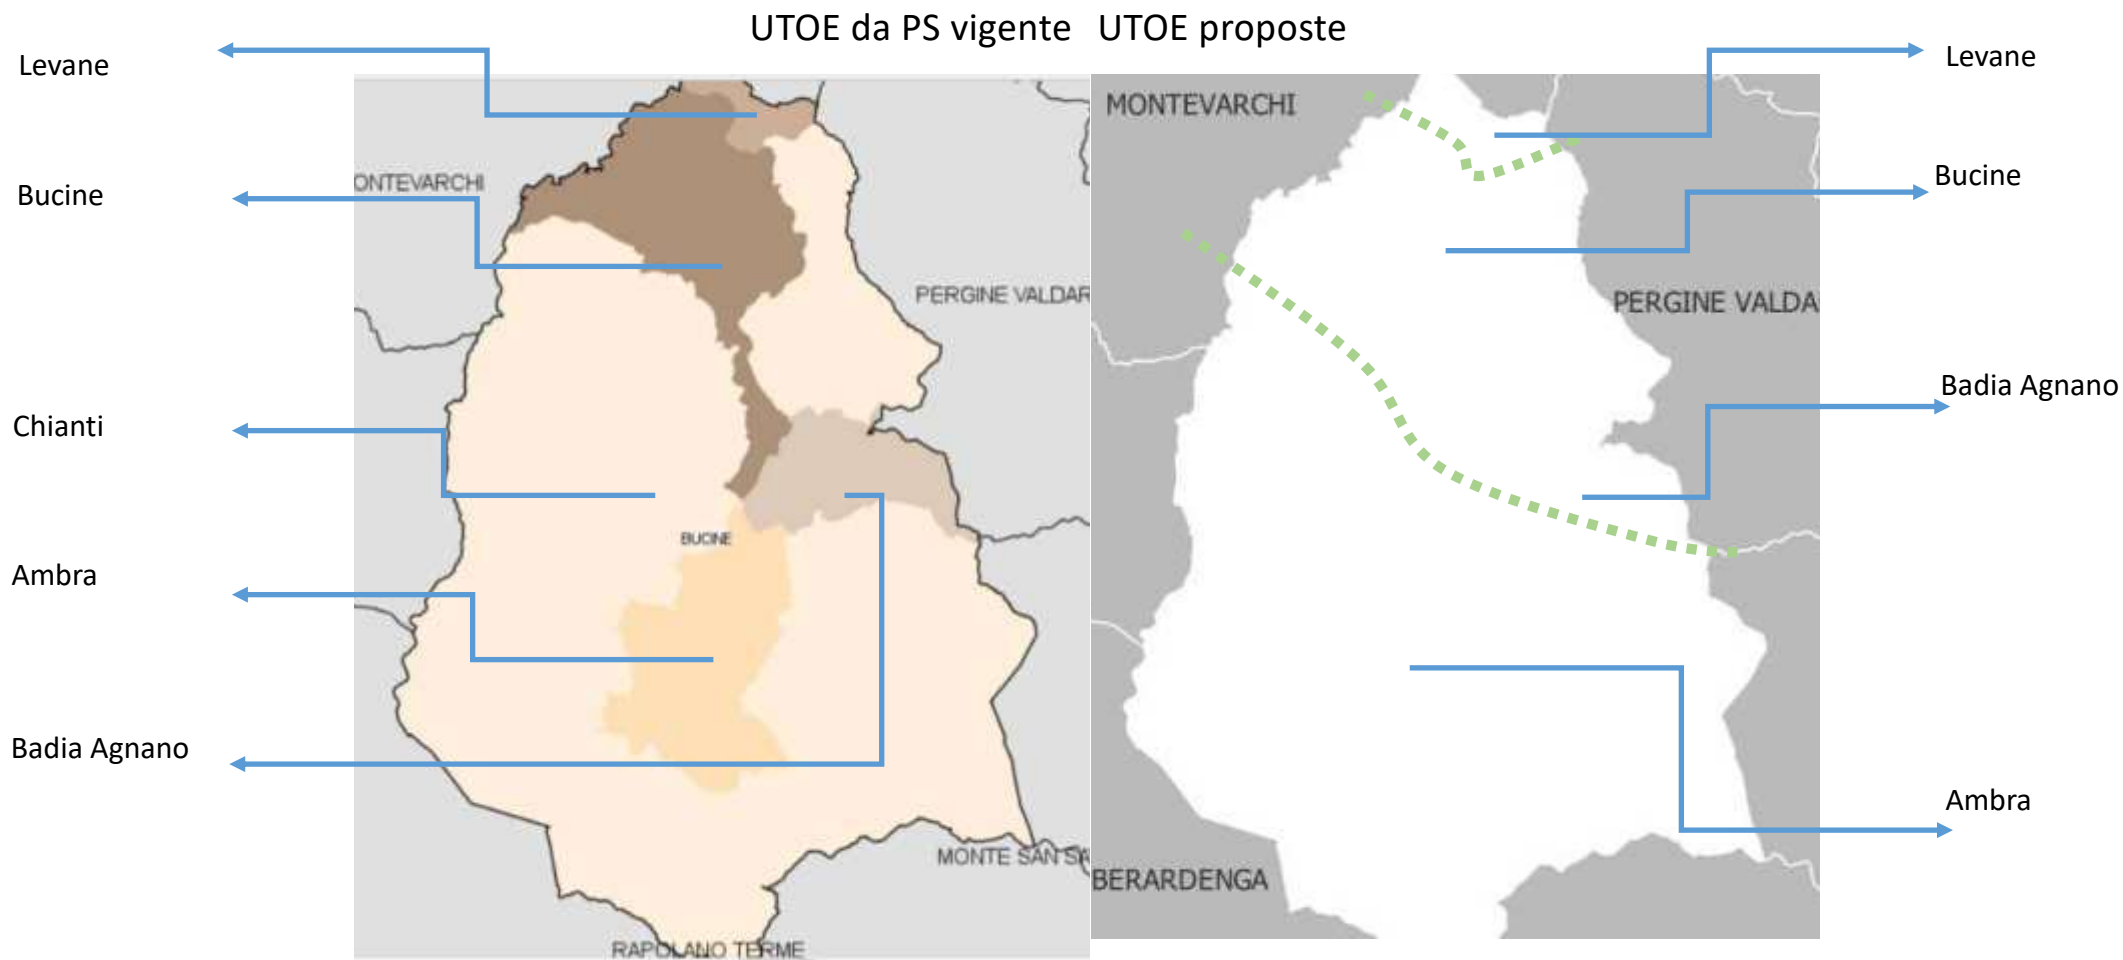 UTOE da PS vigente
UTOE proposte
Levane
Bucine
Chianti
Ambra
Badia Agnano
ONTEVARCHI
PERGINE VALDAR
BUCINE
MONTE SAN SA
RAPOLANO TERME
MONTEVARCHI
PERGINE VALDA
BERARDENGA
Levane
Bucine
Badia Agnano
Ambra